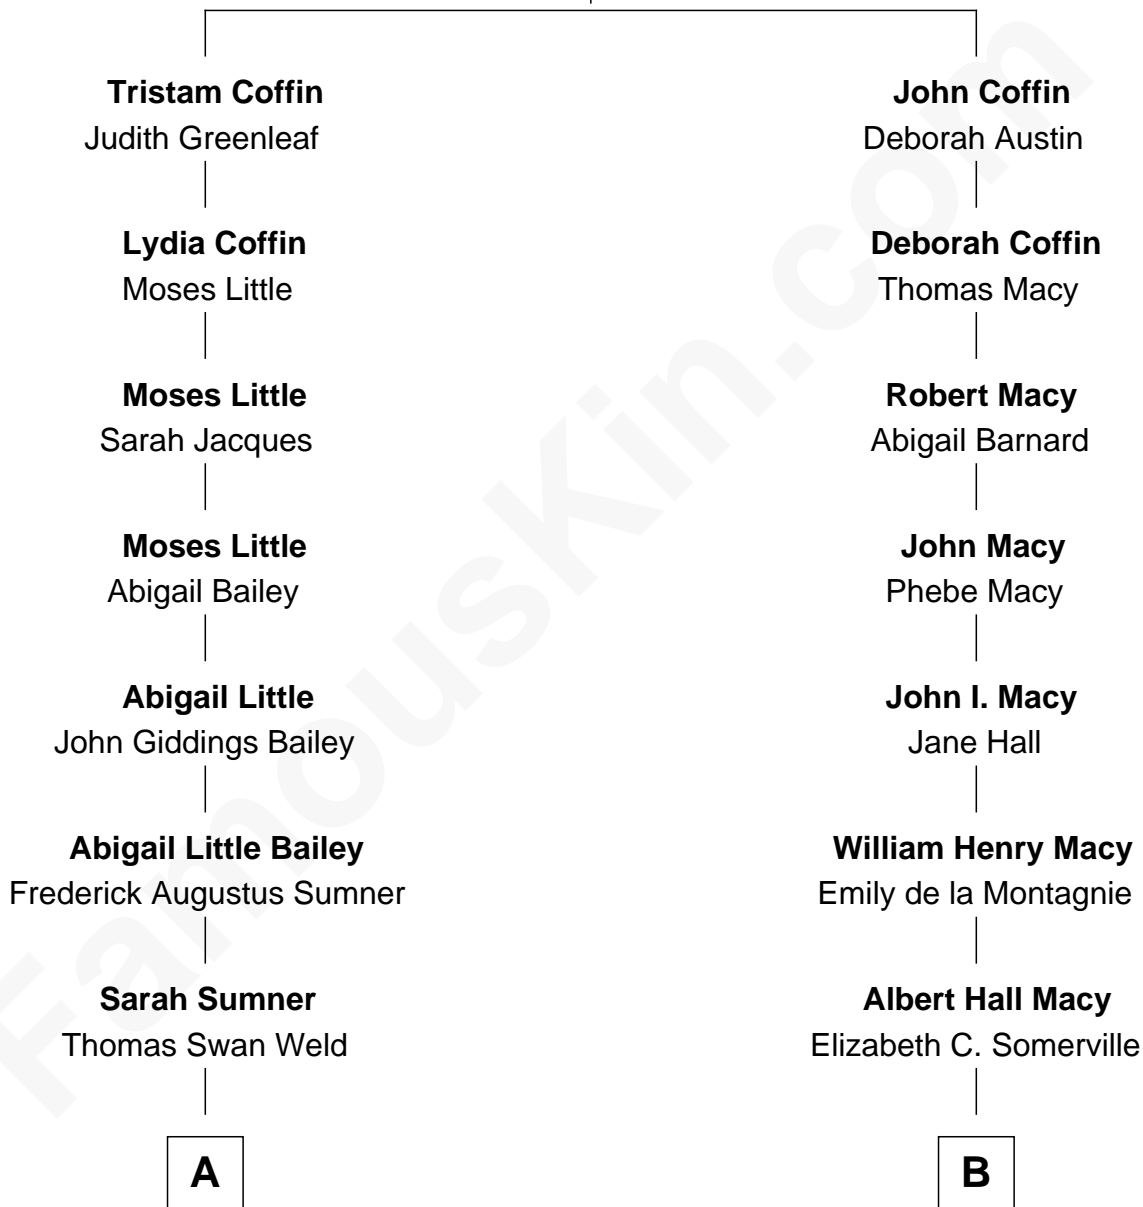 Tristam Coffin
Judith Greenleaf
Lydia Coffin
Moses Little
Moses Little
Sarah Jacques
Moses Little
Abigail Bailey
Abigail Little
John Giddings Bailey
Abigail Little Bailey
Frederick Augustus Sumner
Sarah Sumner
Thomas Swan Weld
A
John Coffin
Deborah Austin
Deborah Coffin
Thomas Macy
Robert Macy
Abigail Barnard
John Macy
Phebe Macy
John I. Macy
Jane Hall
William Henry Macy
Emily de la Montagnie
Albert Hall Macy
Elizabeth C. Somerville
B
FamousKin.com